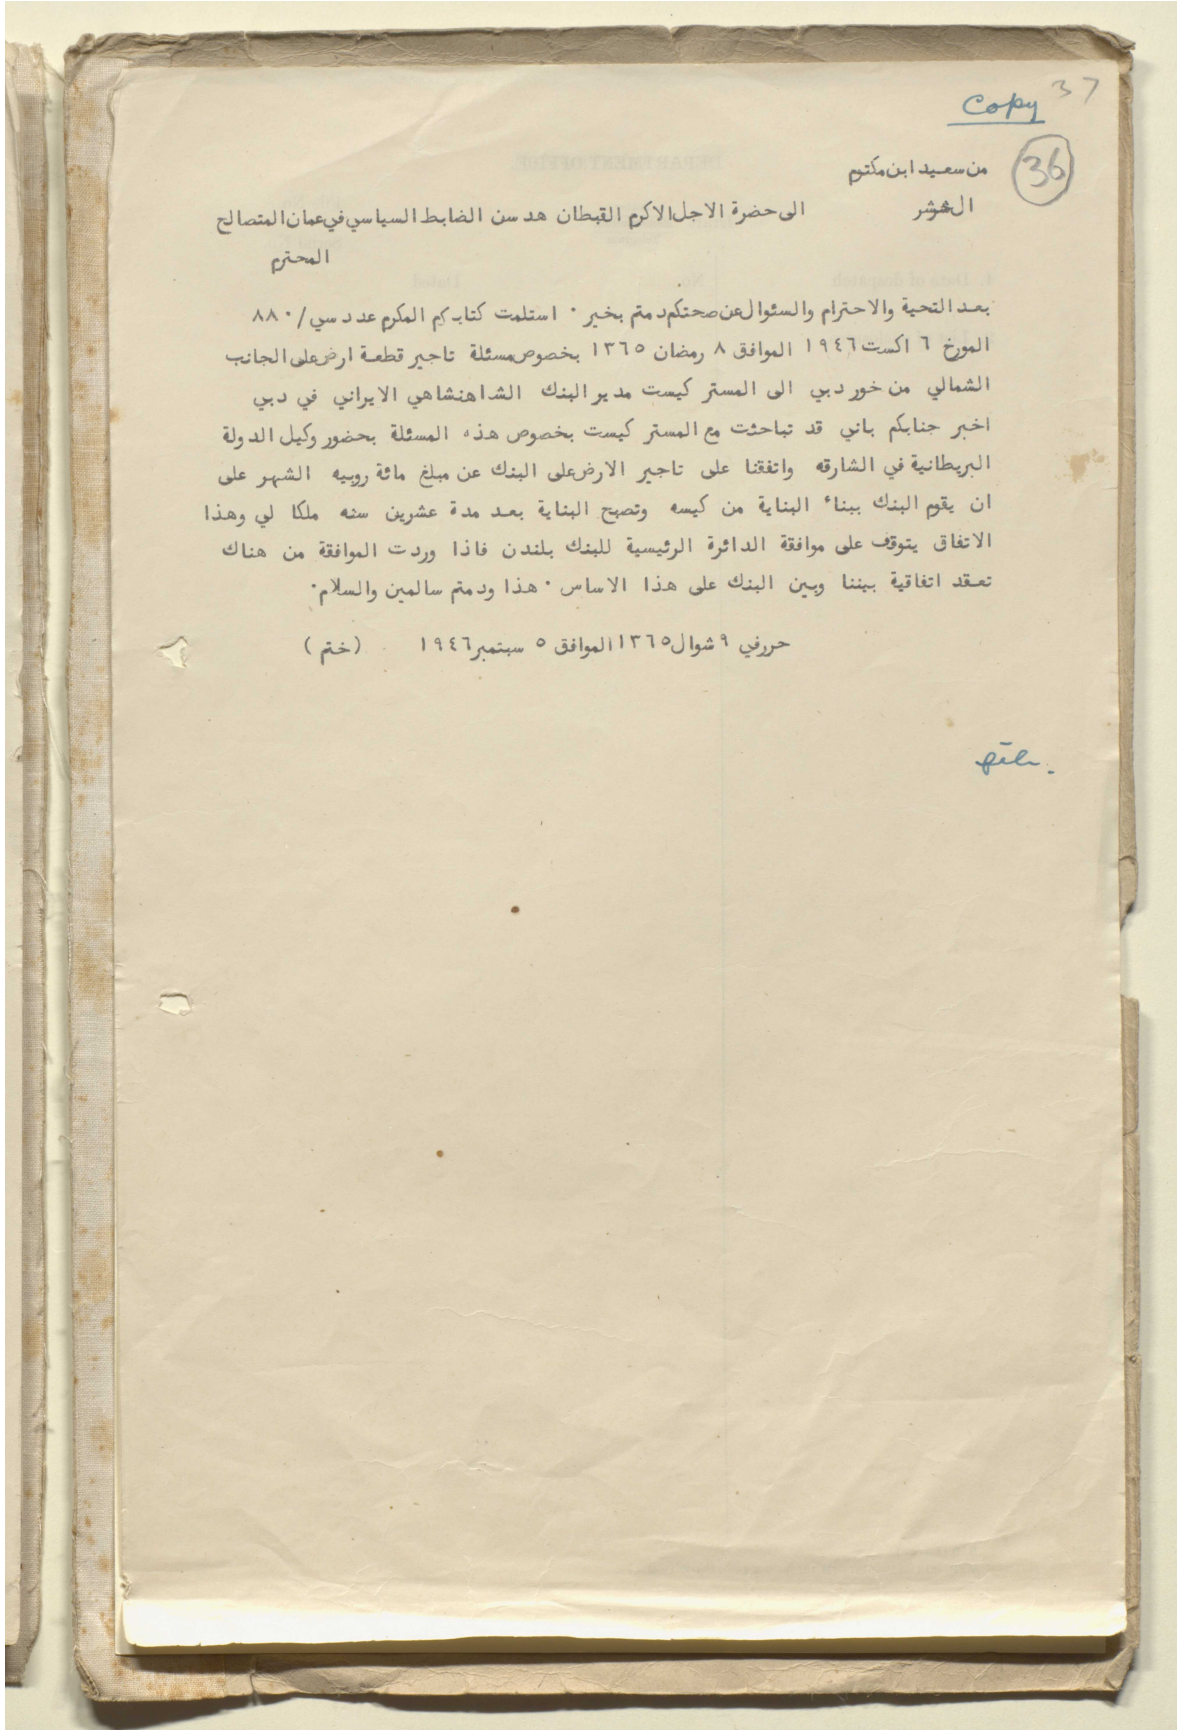 Copy 37
36
من سعيد ابن مكتوم
الى حضرة الاجل الاكرم القبطان هدسن الضابط السياسي في عمان المتصالح
المحترم
بعد التحية والاحترام والسئوال عن صحتكم دمتم بخير ٠ استلمت كتابكم المكرم عدد سي/٨٨٠
المورخ ٦ اكست ١٩٤٦ الموافق ٨ رمضان ١٣٦٥ بخصوص مسئلة تاجير قطعة ارض على الجانب
الشمالي من خور دبي الى المستر كيست مدير البنك الشاهنشاهي الايراني في دبي
اخبر جنابكم باني قد تباحثت مع المستر كيست بخصوص هذه المسئلة بحضور وكيل الدولة
البريطانية في الشارقه واتفقنا على تاجير الارض على البنك عن مبلغ مائة روبيه الشهر على
ان يقوم البنك ببناء البناية من كيسه وتصبح البناية بعد مدة عشرين سنه ملكا لي وهذا
الاتفاق يتوقف على موافقة الدائرة الرئيسية للبنك بلندن فاذا وردت الموافقة من هناك
تعقد اتفاقية بيننا وبين البنك على هذا الاساس ٠ هذا ودمتم سالمين والسلام٠
حرر في ٩ شوال ١٣٦٥ الموافق ٥ سبتمبر ١٩٤٦ (ختم)